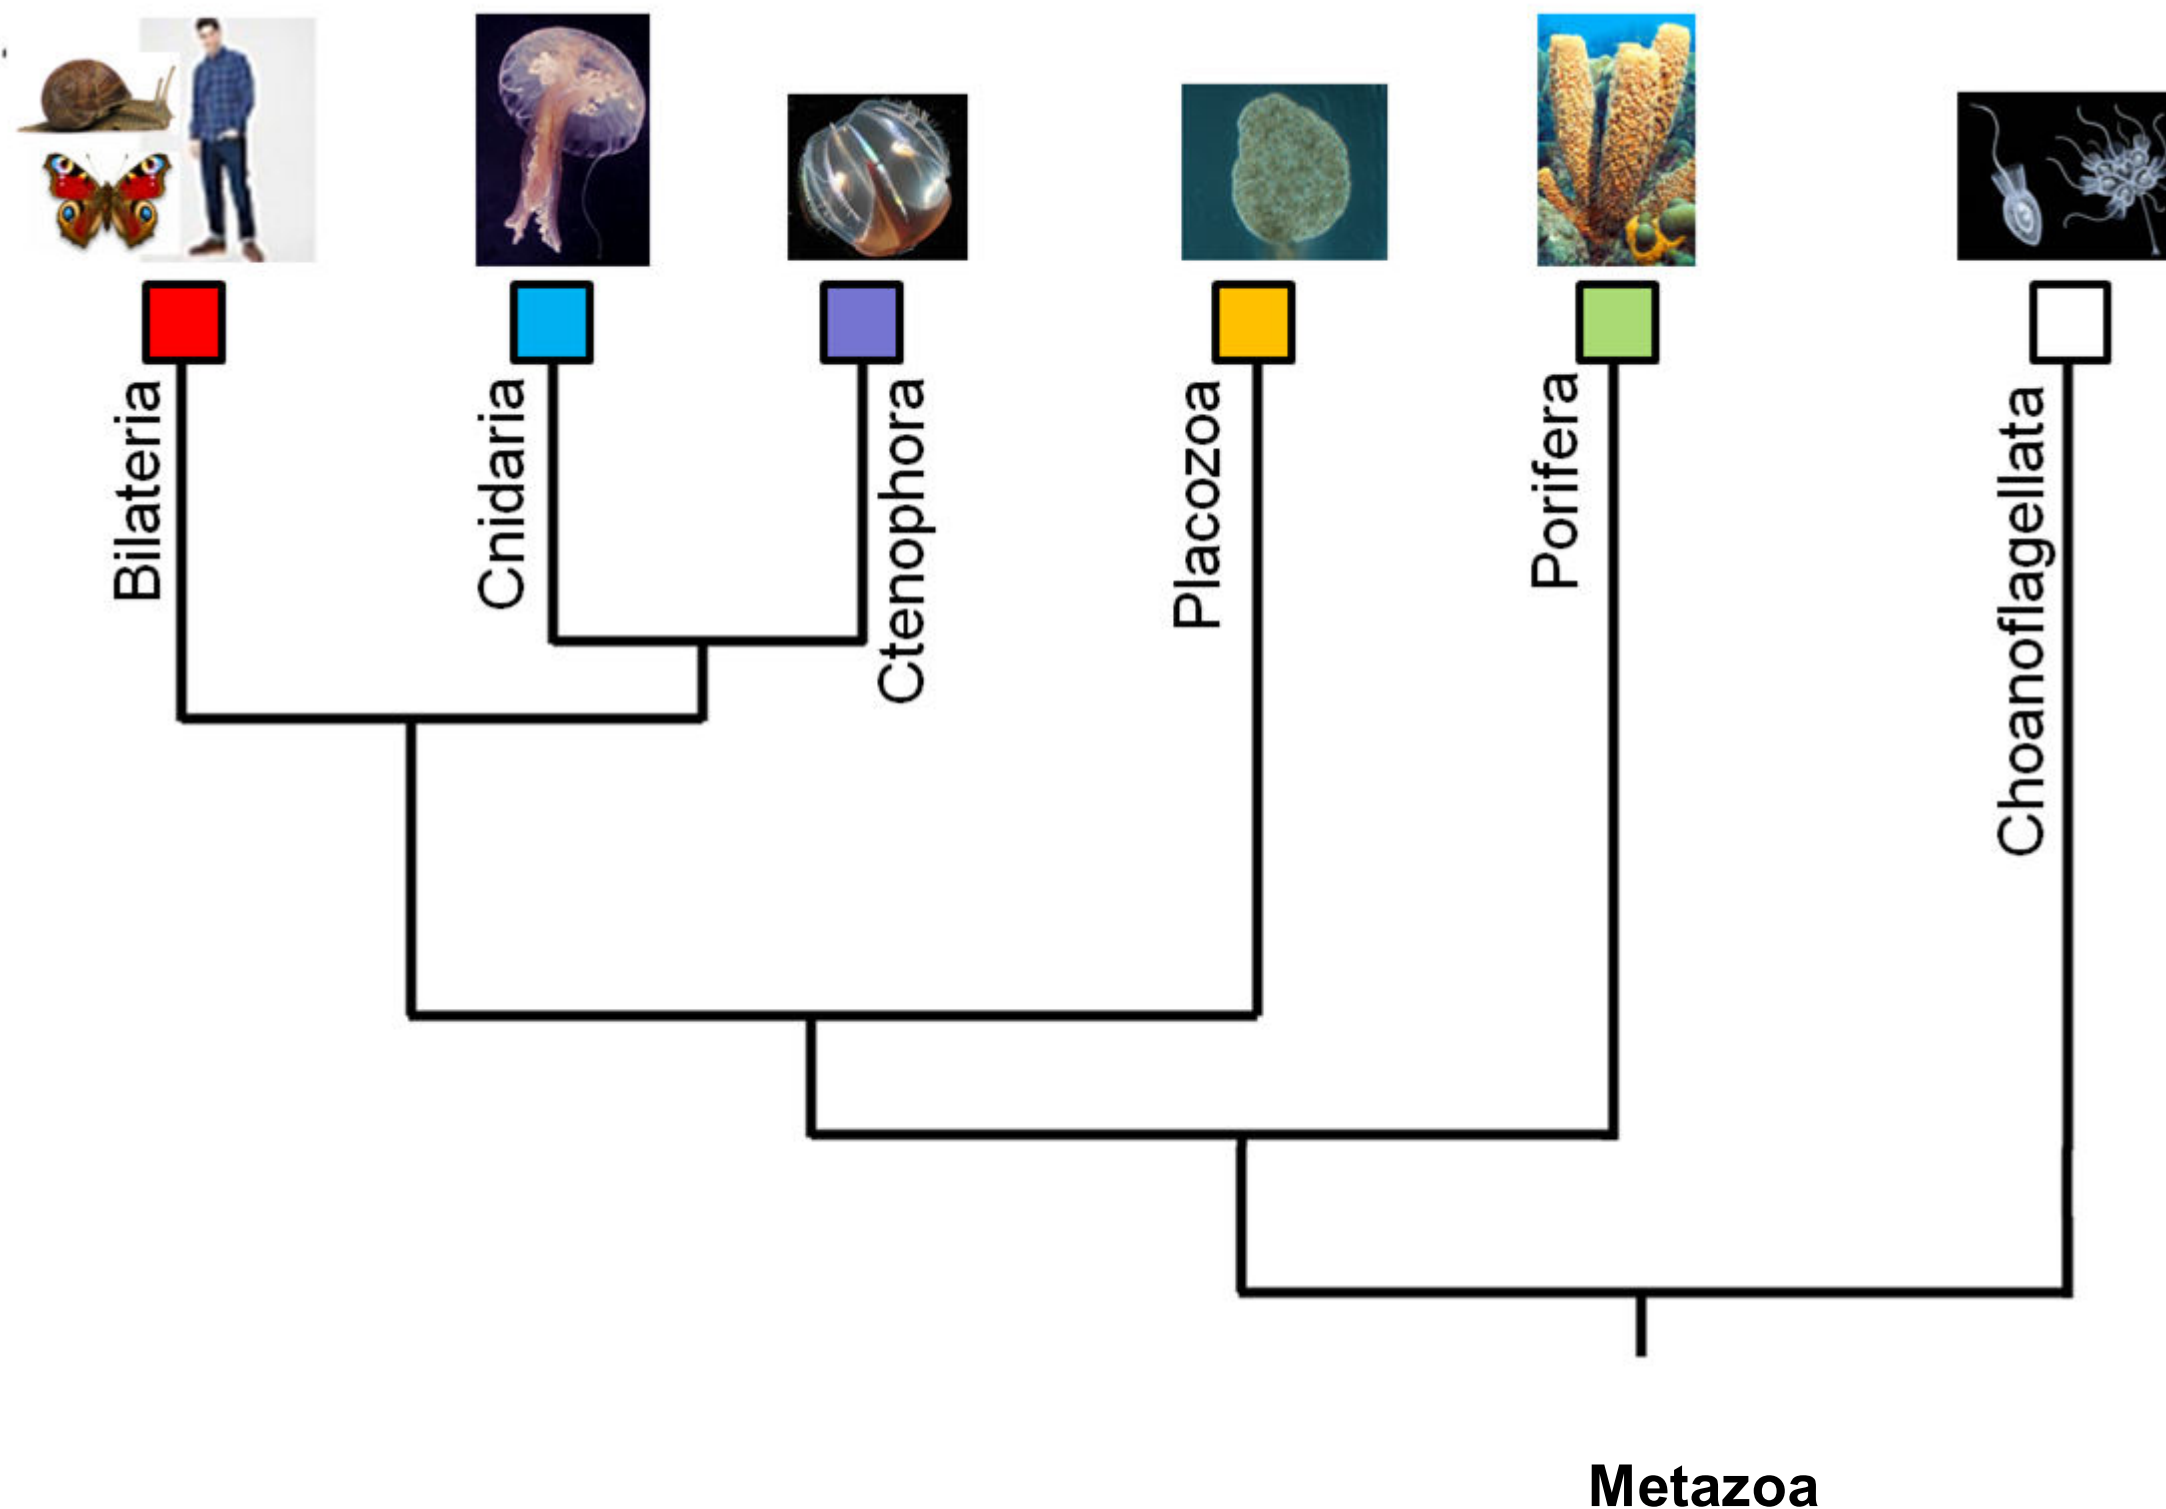 Bilateria
Cnidaria
Ctenophora
Placozoa
Porifera
Choanoflagellata
Metazoa